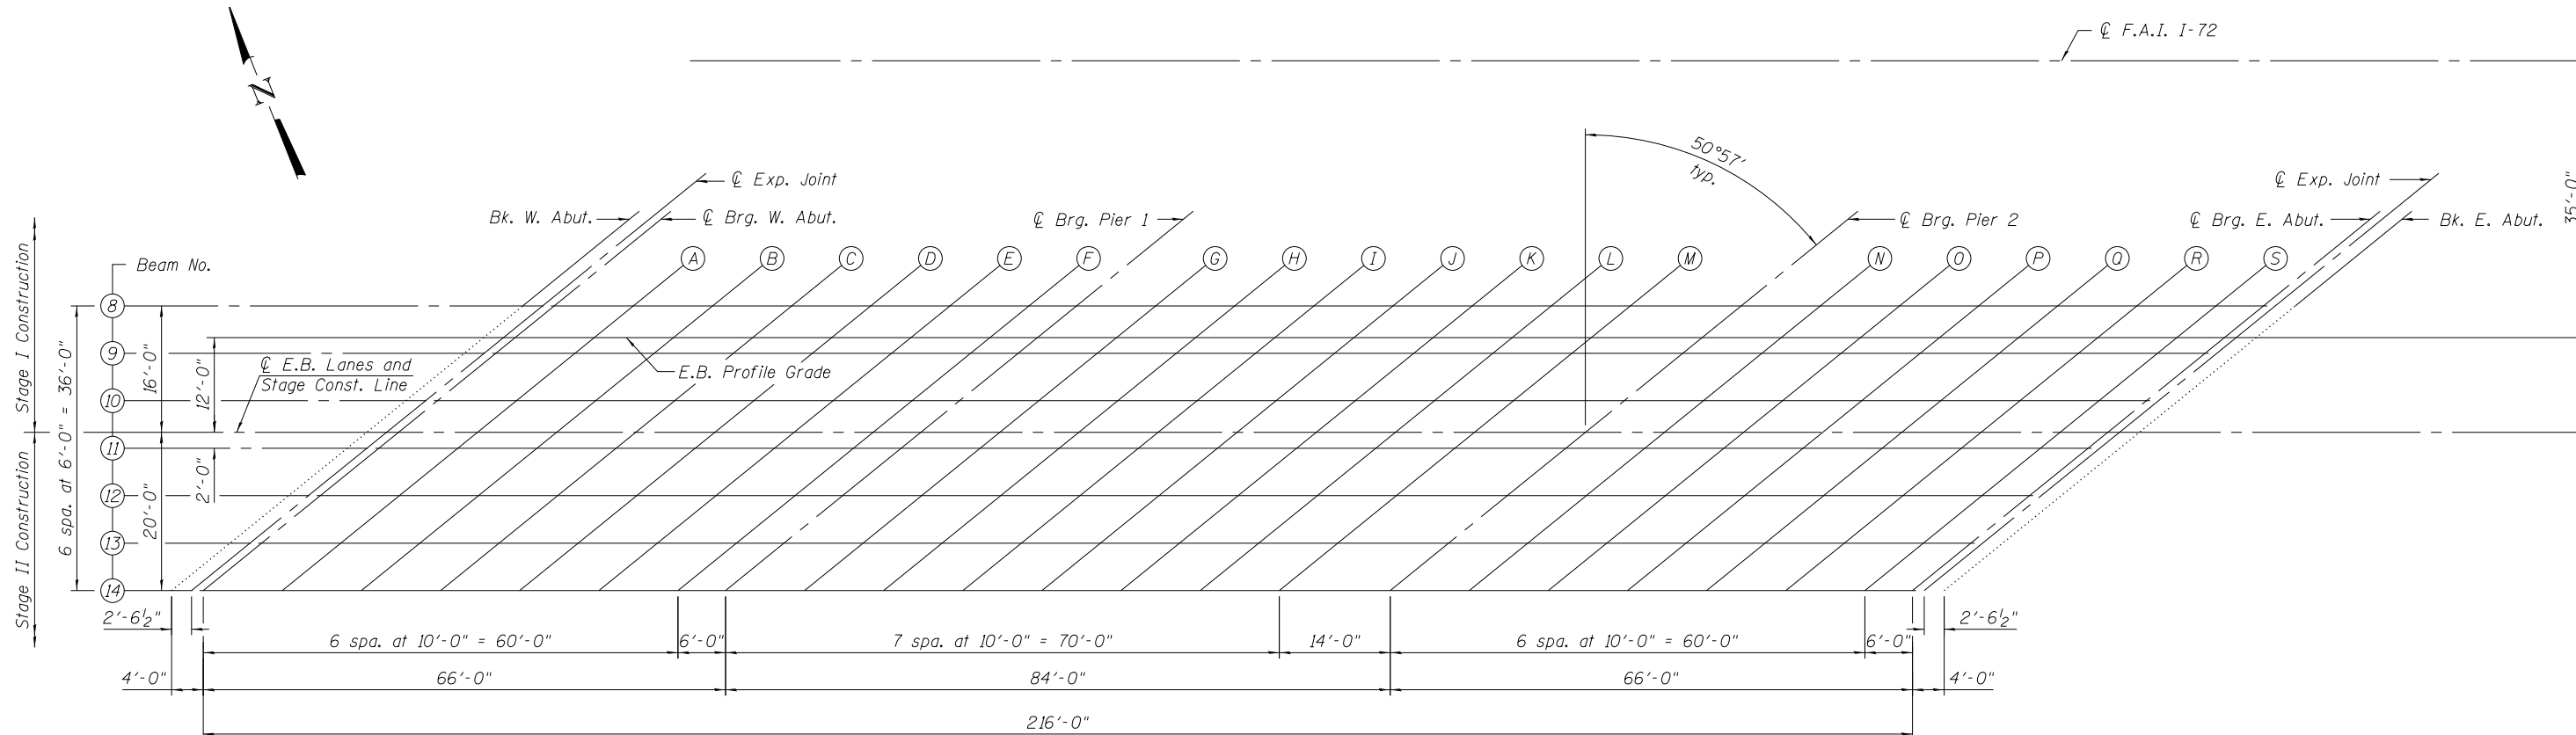 ℄ F.A.I. I-72
N
50°57'
typ.
℄ Exp. Joint
℄ Exp. Joint
35'-0"
Bk. W. Abut.
℄ Brg. W. Abut.
℄ Brg. Pier 1
℄ Brg. Pier 2
℄ Brg. E. Abut.
Bk. E. Abut.
Beam No.
A B C D E F G H I J K L M N O P Q R S
8
9
10
11
12
13
14
Stage I Construction
Stage II Construction
6 spa. at 6'-0" = 36'-0"
16'-0"
20'-0"
12'-0"
2'-0"
℄ E.B. Lanes and
Stage Const. Line
E.B. Profile Grade
2'-6½"
2'-6½"
6 spa. at 10'-0" = 60'-0"
6'-0"
7 spa. at 10'-0" = 70'-0"
14'-0"
6 spa. at 10'-0" = 60'-0"
6'-0"
4'-0"
66'-0"
84'-0"
66'-0"
4'-0"
216'-0"